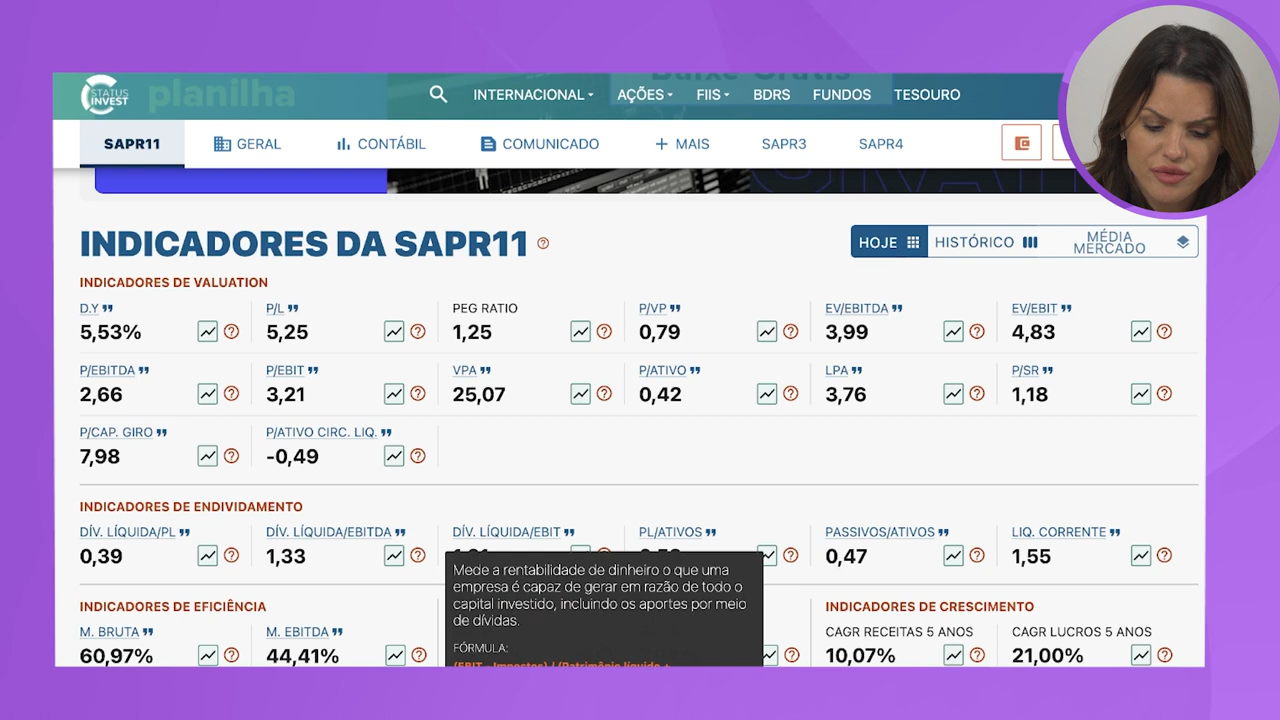 STATUS
INVEST
planilha
Baixe Grátis
INTERNACIONAL
AÇÕES
FIIS
BDRS
FUNDOS
TESOURO
SAPR11
GERAL
CONTÁBIL
COMUNICADO
+ MAIS
SAPR3
SAPR4
INDICADORES DA SAPR11
HOJE
HISTÓRICO
MÉDIA
MERCADO
INDICADORES DE VALUATION
D.Y
P/L
PEG RATIO
P/VP
EV/EBITDA
EV/EBIT
5,53%
5,25
1,25
0,79
3,99
4,83
P/EBITDA
P/EBIT
VPA
P/ATIVO
LPA
P/SR
2,66
3,21
25,07
0,42
3,76
1,18
P/CAP. GIRO
P/ATIVO CIRC. LIQ.
7,98
-0,49
INDICADORES DE ENDIVIDAMENTO
DÍV. LÍQUIDA/PL
DÍV. LÍQUIDA/EBITDA
DÍV. LÍQUIDA/EBIT
PL/ATIVOS
PASSIVOS/ATIVOS
LIQ. CORRENTE
0,39
1,33
0,47
1,55
Mede a rentabilidade de dinheiro o que uma
empresa é capaz de gerar em razão de todo o
capital investido, incluindo os aportes por meio
de dívidas.
FÓRMULA:
(EBIT - Impostos) / (Patrimônio líquido +
INDICADORES DE EFICIÊNCIA
INDICADORES DE CRESCIMENTO
M. BRUTA
M. EBITDA
CAGR RECEITAS 5 ANOS
CAGR LUCROS 5 ANOS
60,97%
44,41%
10,07%
21,00%